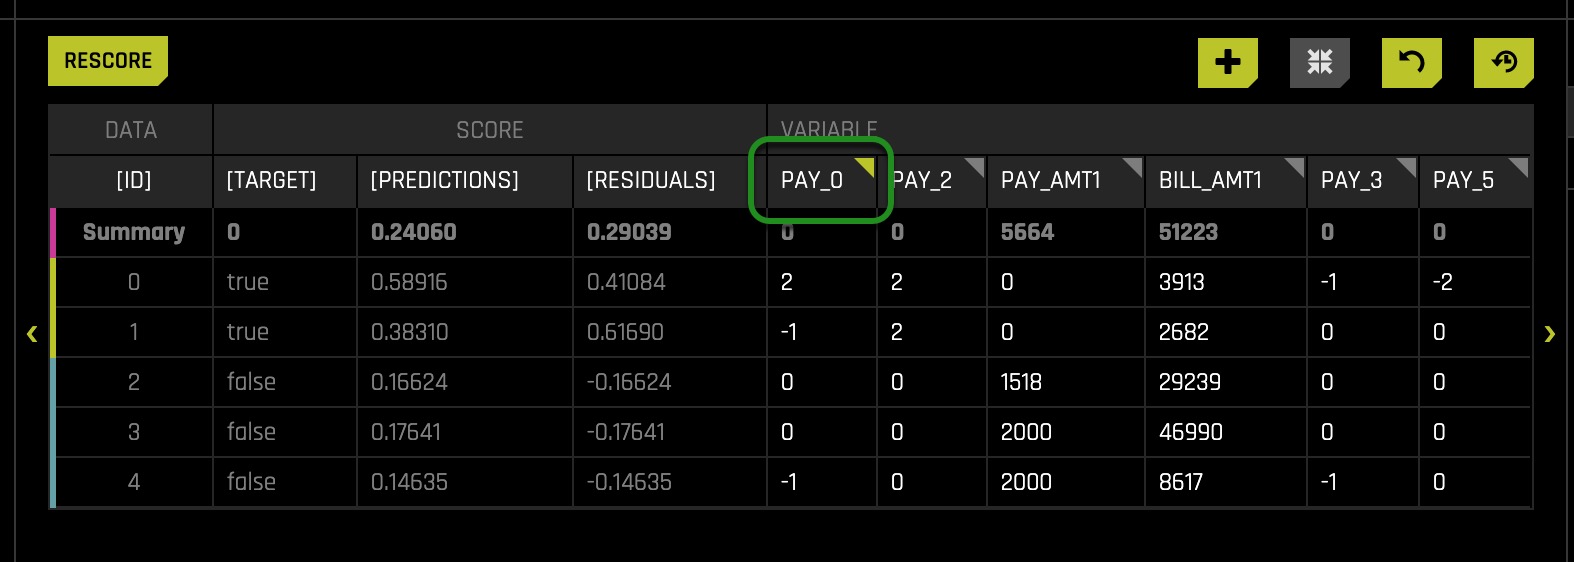 RESCORE
DATA SCORE VARIABLE
[ID] [TARGET] [PREDICTIONS] [RESIDUALS] PAY_0 PAY_2 PAY_AMT1 BILL_AMT1 PAY_3 PAY_5
Summary 0 0.24060 0.29039 0 0 5664 51223 0 0
0 true 0.58916 0.41084 2 2 0 3913 -1 -2
1 true 0.38310 0.61690 -1 2 0 2682 0 0
2 false 0.16624 -0.16624 0 0 1518 29239 0 0
3 false 0.17641 -0.17641 0 0 2000 46990 0 0
4 false 0.14635 -0.14635 -1 0 2000 8617 -1 0